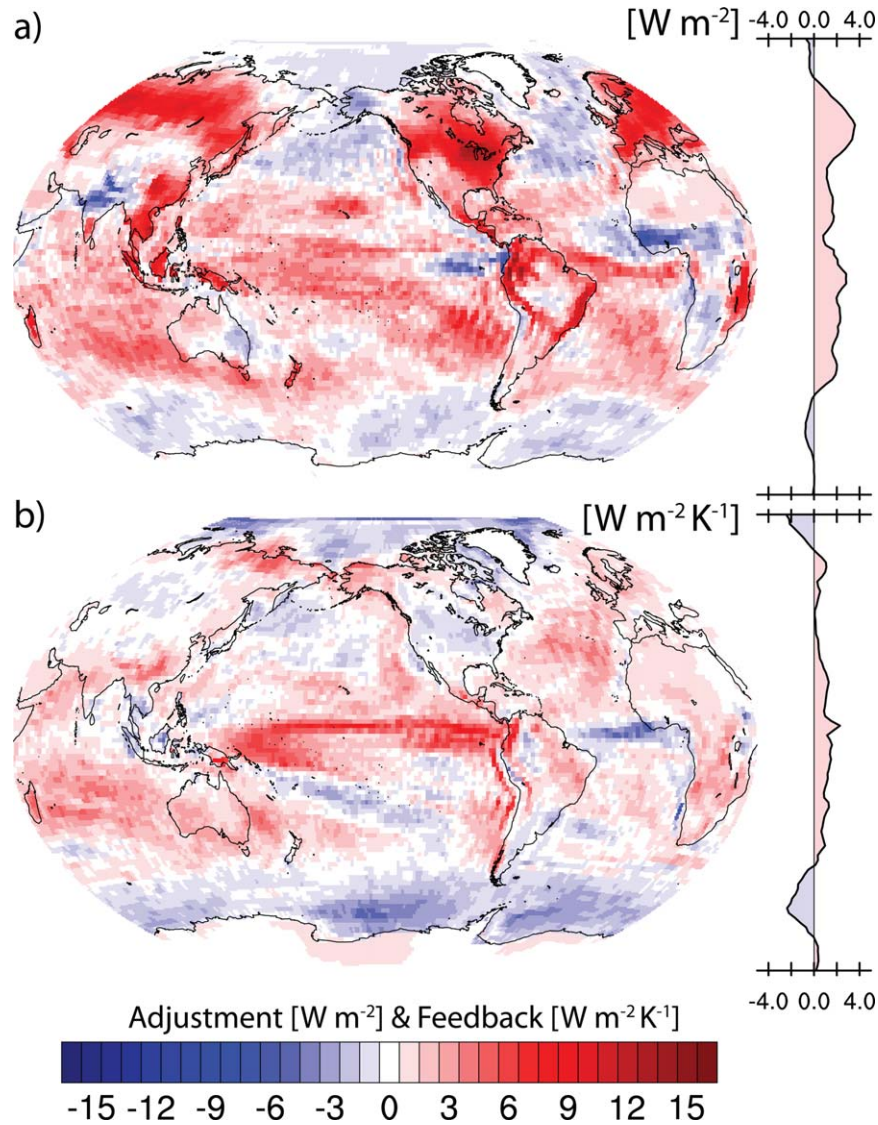 a)
[W m-2]
-4.0 0.0 4.0
b)
[W m-2 K-1]
-4.0 0.0 4.0
Adjustment [W m-2] & Feedback [W m-2 K-1]
-15 -12 -9 -6 -3 0 3 6 9 12 15